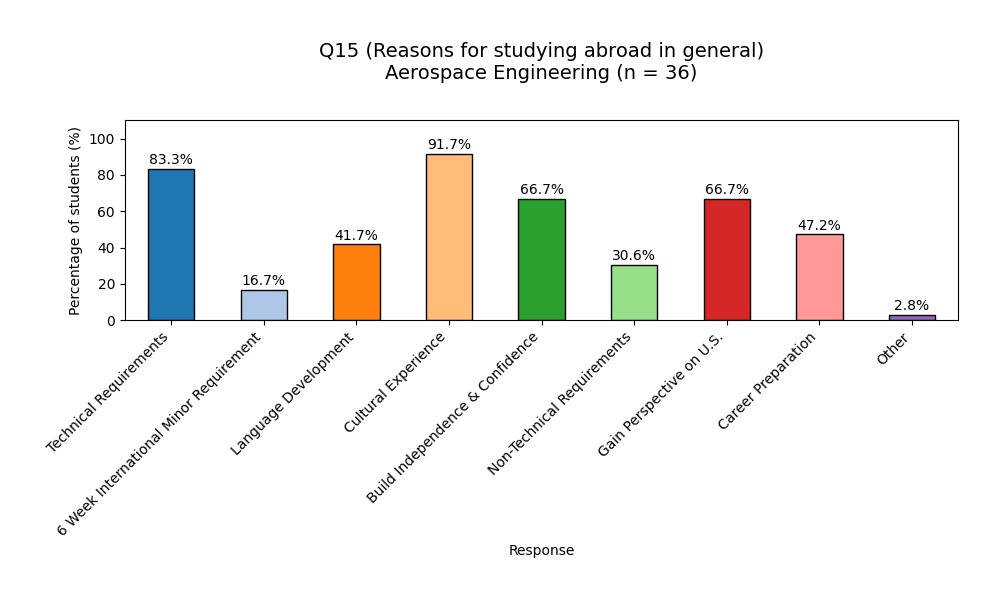 Q15 (Reasons for studying abroad in general)
Aerospace Engineering (n = 36)
Percentage of students (%)
100
80
60
40
20
0
83.3%
16.7%
41.7%
91.7%
66.7%
30.6%
66.7%
47.2%
2.8%
Technical Requirements
6 Week International Minor Requirement
Language Development
Cultural Experience
Build Independence & Confidence
Non-Technical Requirements
Gain Perspective on U.S.
Career Preparation
Other
Response